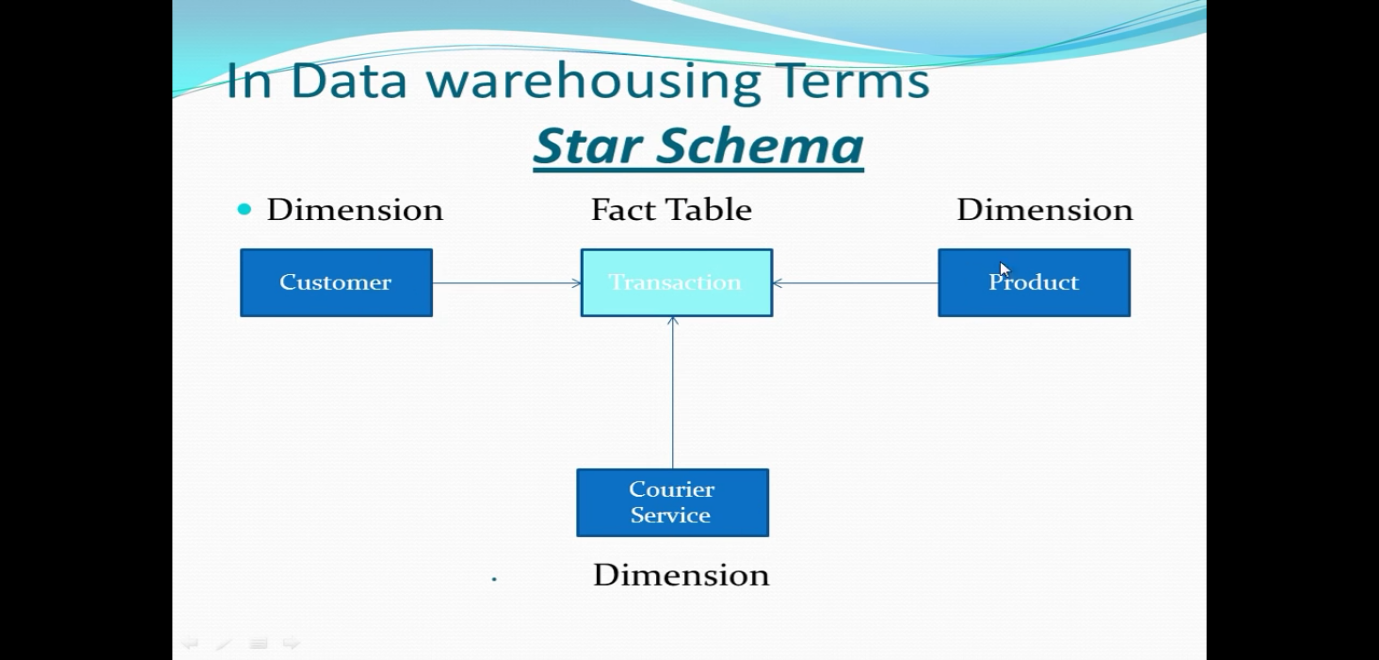 In Data warehousing Terms
Star Schema
Dimension
Fact Table
Dimension
Customer
Transaction
Product
Courier
Service
Dimension